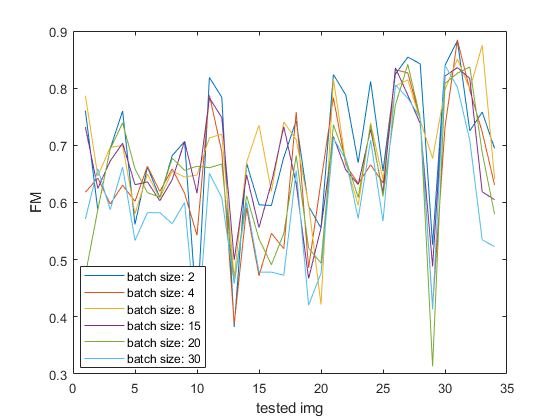 0.9
0.8
0.7
0.6
0.5
0.4
0.3
FM
batch size: 2
batch size: 4
batch size: 8
batch size: 15
batch size: 20
batch size: 30
0 5 10 15 20 25 30 35
tested img